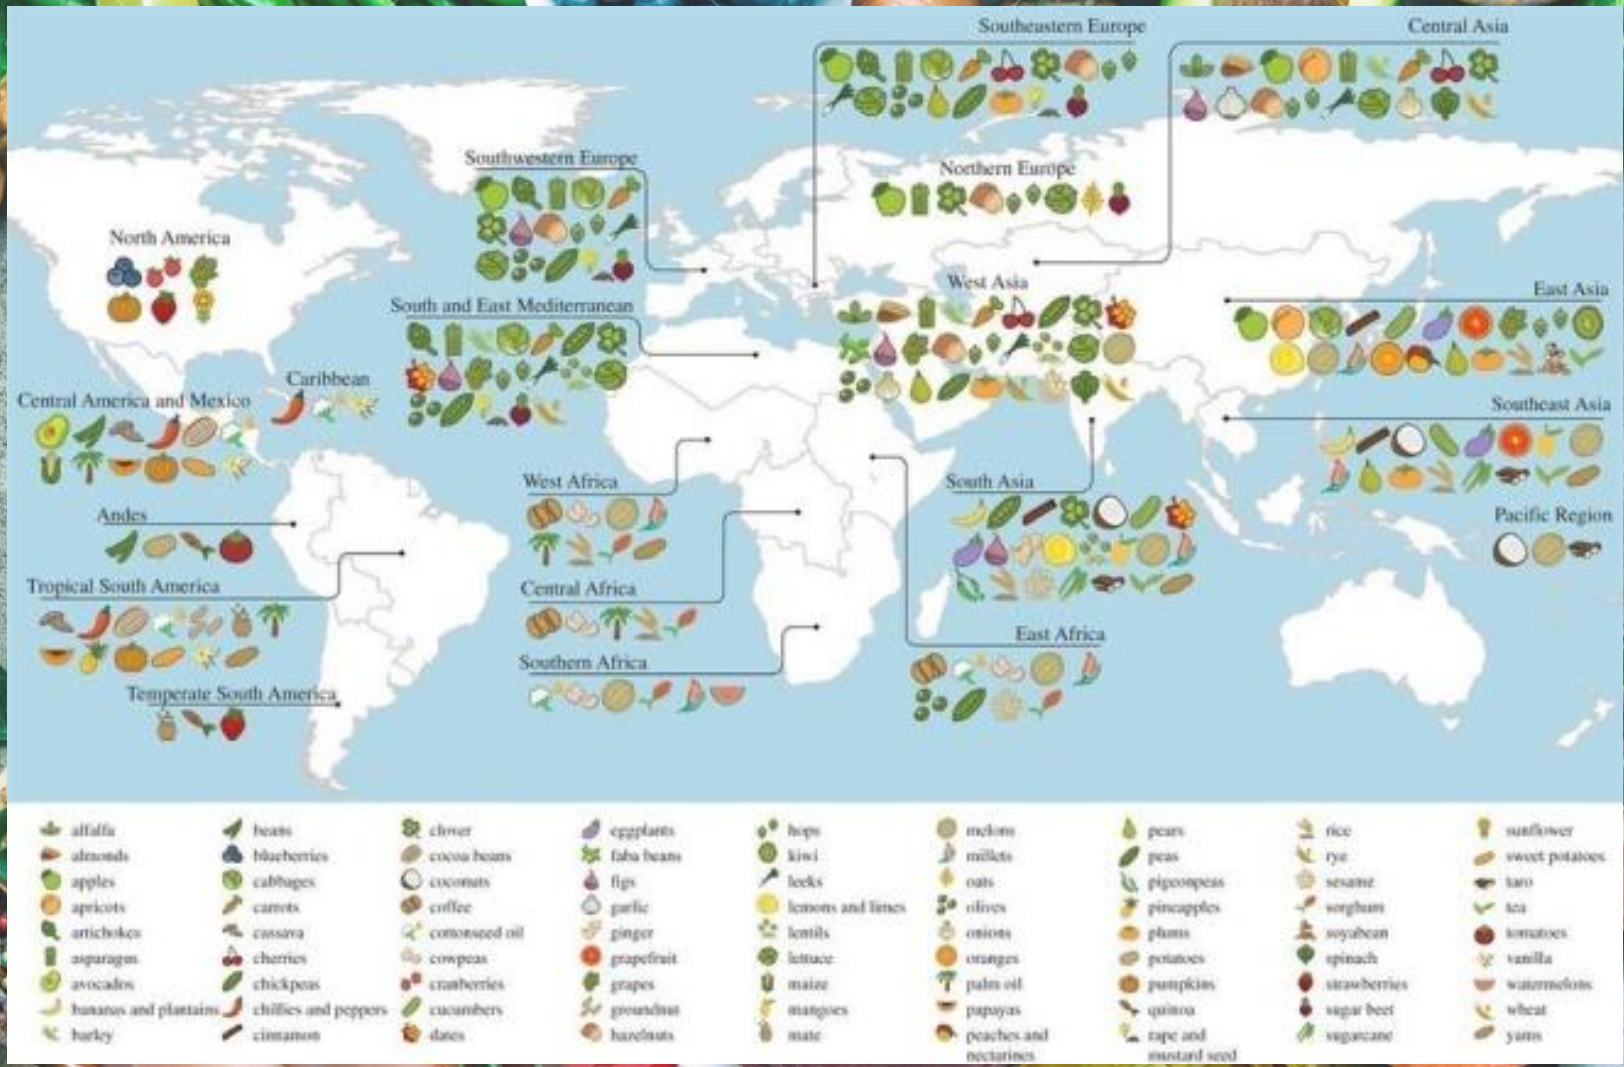 Southeastern Europe
Central Asia
Southwestern Europe
Northern Europe
North America
West Asia
East Asia
South and East Mediterranean
Caribbean
Central America and Mexico
Southeast Asia
West Africa
South Asia
Andes
Pacific Region
Tropical South America
Central Africa
East Africa
Southern Africa
Temperate South America
alfalfa
almonds
apples
apricots
artichokes
asparagus
avocados
bananas and plantains
barley
beans
blueberries
cabbages
carrots
cassava
cherries
chickpeas
chillies and peppers
cinnamon
clover
cocoa beans
coconuts
coffee
cottonseed oil
cowpeas
cranberries
cucumbers
dates
eggplants
faba beans
figs
garlic
ginger
grapefruit
grapes
groundnut
hazelnuts
hops
kiwi
leeks
lemons and limes
lentils
lettuce
maize
mangoes
mate
melons
millets
oats
olives
onions
oranges
palm oil
papayas
peaches and
nectarines
pears
peas
pigeonpeas
pineapples
plums
potatoes
pumpkins
quinoa
rape and
mustard seed
rice
rye
sesame
sorghum
soyabean
spinach
strawberries
sugar beet
sugarcane
sunflower
sweet potatoes
taro
tea
tomatoes
vanilla
watermelons
wheat
yams